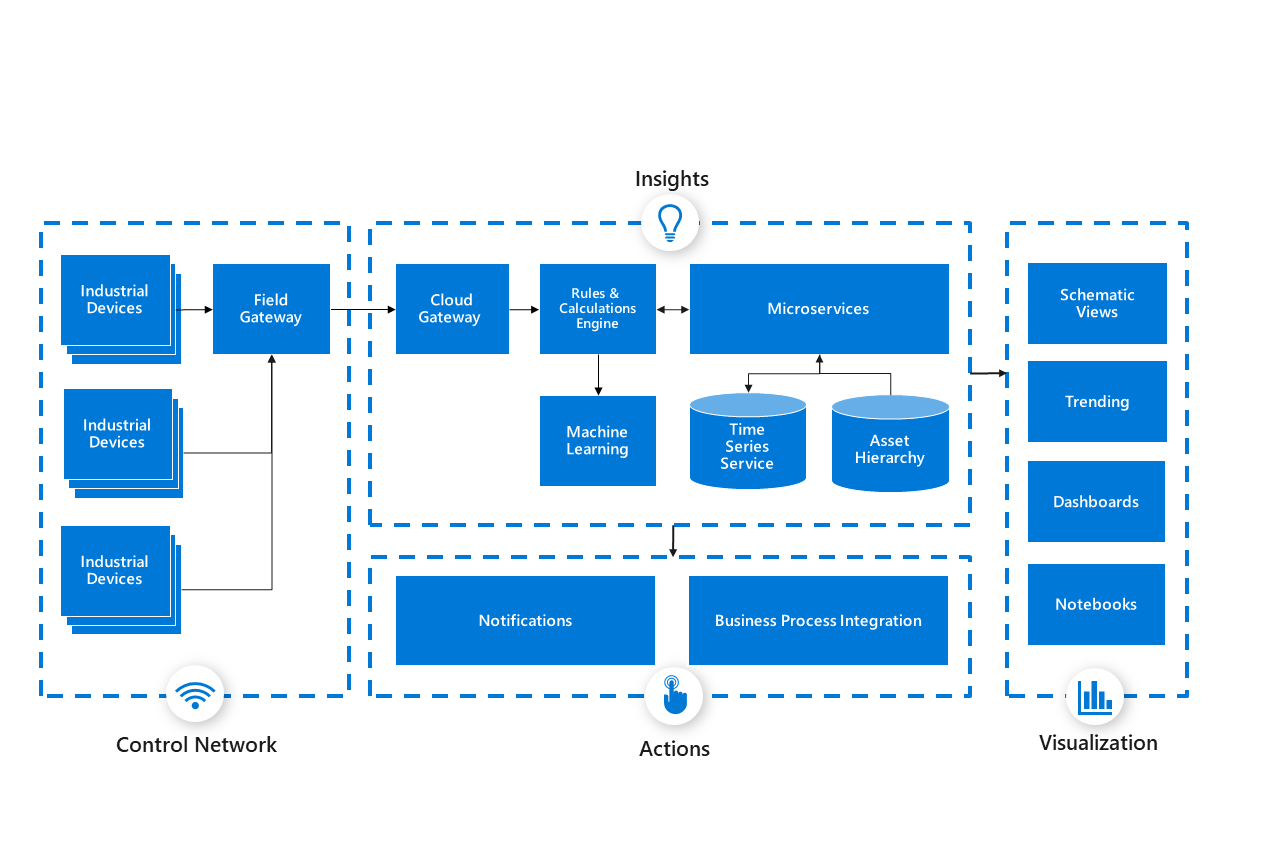 Insights
Industrial
Devices
Field
Gateway
Cloud
Gateway
Rules &
Calculations
Engine
Microservices
Schematic
Views
Industrial
Devices
Machine
Learning
Time
Series
Service
Asset
Hierarchy
Trending
Dashboards
Industrial
Devices
Notifications
Business Process Integration
Notebooks
Control Network
Actions
Visualization